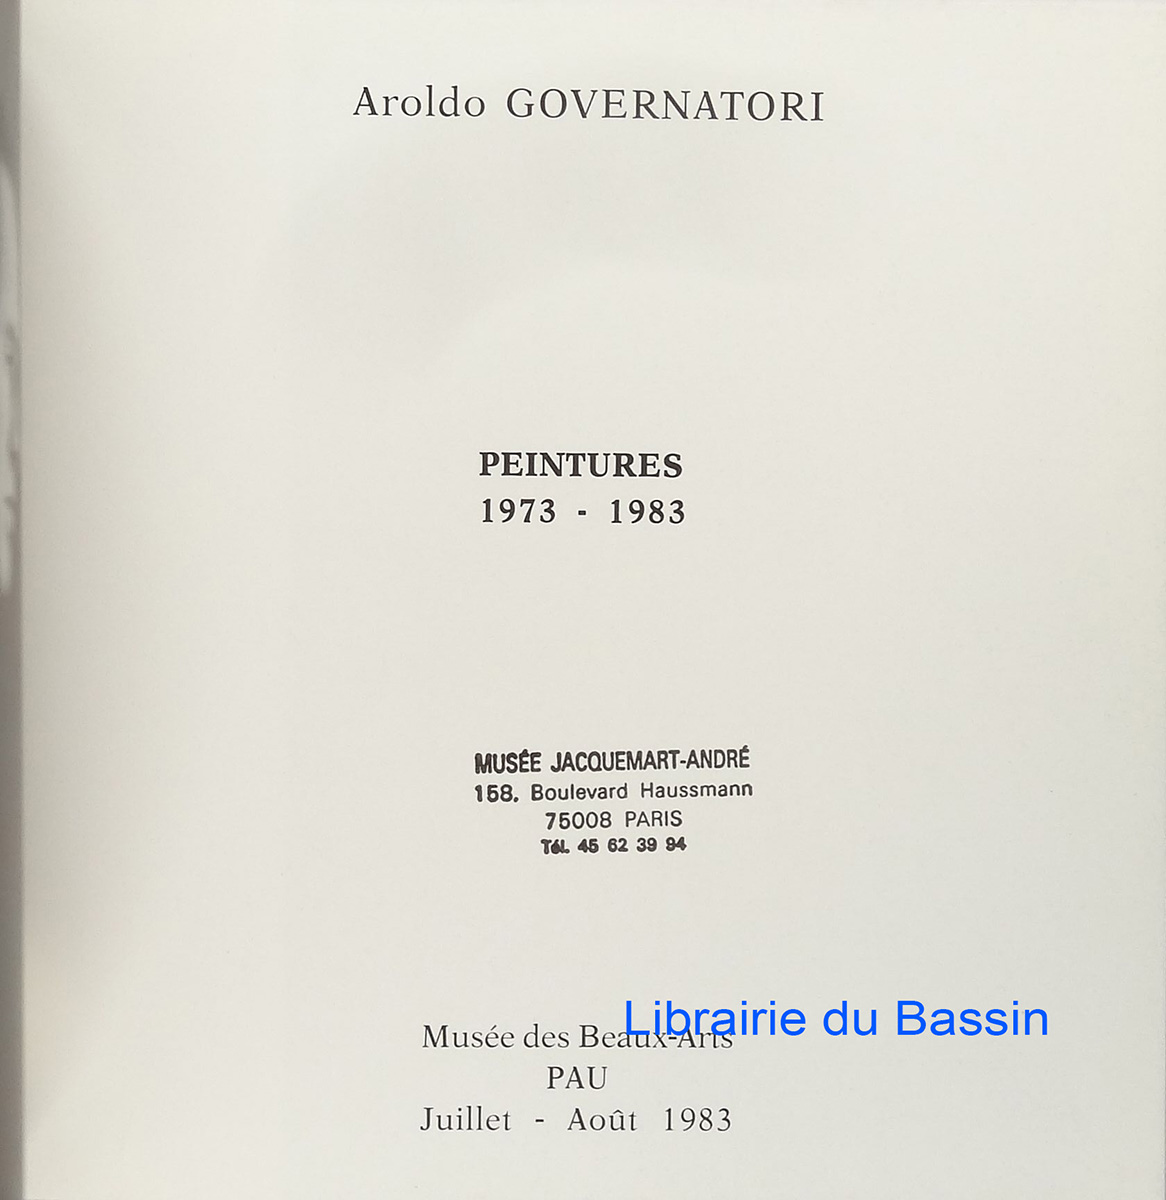 Aroldo GOVERNATORI
PEINTURES
1973 - 1983
MUSÉE JACQUEMART-ANDRÉ
158. Boulevard Haussmann
75008 PARIS
Tél. 45 62 39 94
Librairie du Bassin
Musée des Beaux-Arts
PAU
Juillet - Août 1983